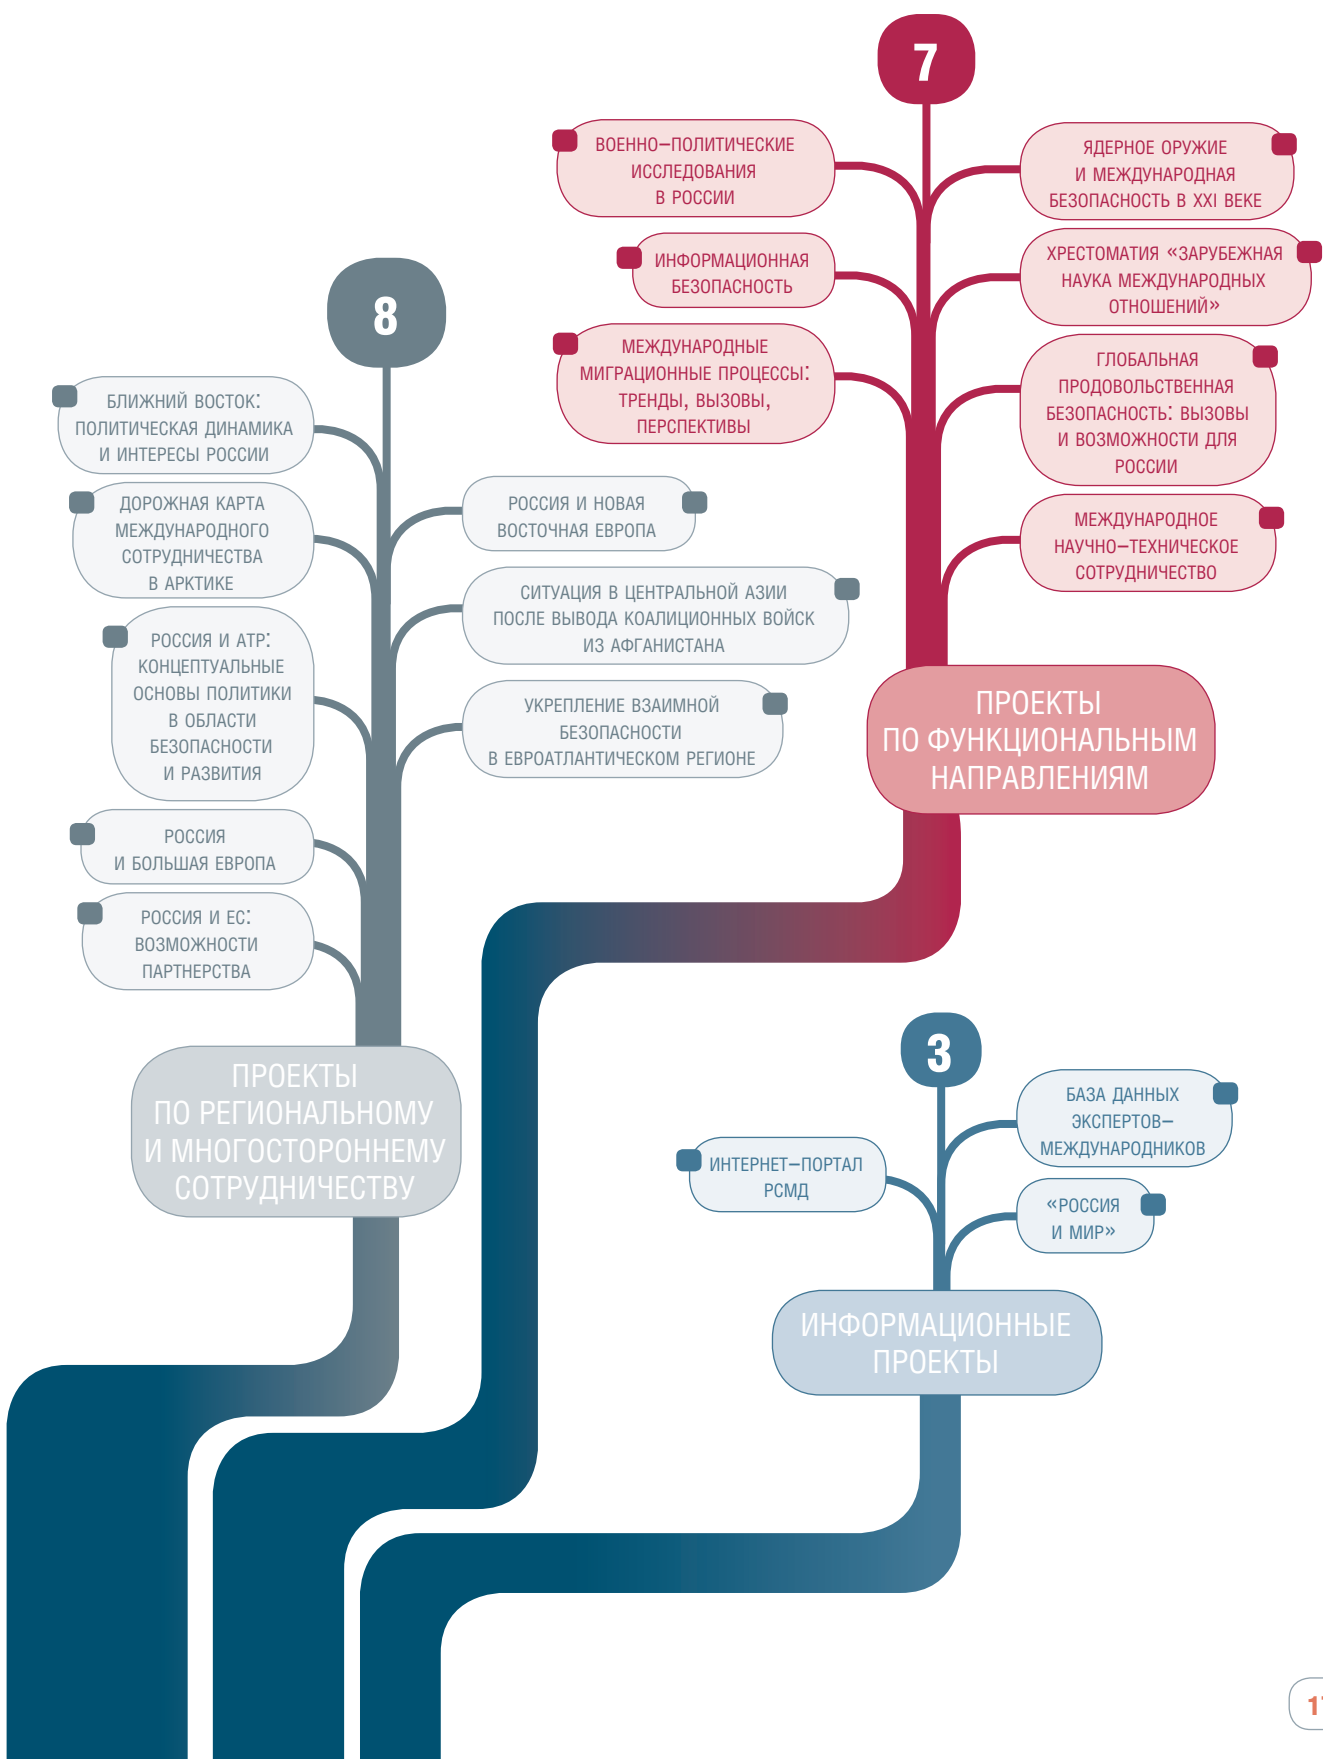 7
ВОЕННО–ПОЛИТИЧЕСКИЕ
ИССЛЕДОВАНИЯ
В РОССИИ
ИНФОРМАЦИОННАЯ
БЕЗОПАСНОСТЬ
МЕЖДУНАРОДНЫЕ
МИГРАЦИОННЫЕ ПРОЦЕССЫ:
ТРЕНДЫ, ВЫЗОВЫ,
ПЕРСПЕКТИВЫ
ЯДЕРНОЕ ОРУЖИЕ
И МЕЖДУНАРОДНАЯ
БЕЗОПАСНОСТЬ В XXI ВЕКЕ
ХРЕСТОМАТИЯ «ЗАРУБЕЖНАЯ
НАУКА МЕЖДУНАРОДНЫХ
ОТНОШЕНИЙ»
ГЛОБАЛЬНАЯ
ПРОДОВОЛЬСТВЕННАЯ
БЕЗОПАСНОСТЬ: ВЫЗОВЫ
И ВОЗМОЖНОСТИ ДЛЯ
РОССИИ
МЕЖДУНАРОДНОЕ
НАУЧНО–ТЕХНИЧЕСКОЕ
СОТРУДНИЧЕСТВО
ПРОЕКТЫ
ПО ФУНКЦИОНАЛЬНЫМ
НАПРАВЛЕНИЯМ
8
БЛИЖНИЙ ВОСТОК:
ПОЛИТИЧЕСКАЯ ДИНАМИКА
И ИНТЕРЕСЫ РОССИИ
ДОРОЖНАЯ КАРТА
МЕЖДУНАРОДНОГО
СОТРУДНИЧЕСТВА
В АРКТИКЕ
РОССИЯ И АТР:
КОНЦЕПТУАЛЬНЫЕ
ОСНОВЫ ПОЛИТИКИ
В ОБЛАСТИ
БЕЗОПАСНОСТИ
И РАЗВИТИЯ
РОССИЯ
И БОЛЬШАЯ ЕВРОПА
РОССИЯ И ЕС:
ВОЗМОЖНОСТИ
ПАРТНЕРСТВА
РОССИЯ И НОВАЯ
ВОСТОЧНАЯ ЕВРОПА
СИТУАЦИЯ В ЦЕНТРАЛЬНОЙ АЗИИ
ПОСЛЕ ВЫВОДА КОАЛИЦИОННЫХ ВОЙСК
ИЗ АФГАНИСТАНА
УКРЕПЛЕНИЕ ВЗАИМНОЙ
БЕЗОПАСНОСТИ
В ЕВРОАТЛАНТИЧЕСКОМ РЕГИОНЕ
ПРОЕКТЫ
ПО РЕГИОНАЛЬНОМУ
И МНОГОСТОРОННЕМУ
СОТРУДНИЧЕСТВУ
3
ИНТЕРНЕТ–ПОРТАЛ
РСМД
БАЗА ДАННЫХ
ЭКСПЕРТОВ–
МЕЖДУНАРОДНИКОВ
«РОССИЯ
И МИР»
ИНФОРМАЦИОННЫЕ
ПРОЕКТЫ